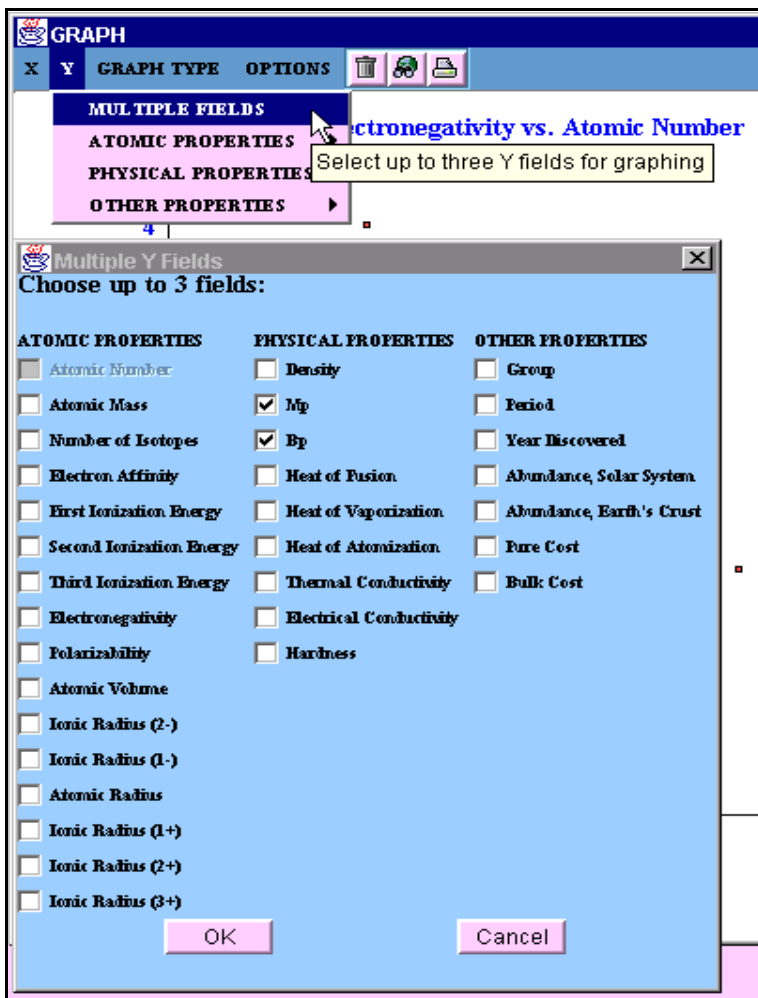 GRAPH
X Y GRAPH TYPE OPTIONS
MULTIPLE FIELDS
ectronegativity vs. Atomic Number
ATOMIC PROPERTIES
Select up to three Y fields for graphing
PHYSICAL PROPERTIES
OTHER PROPERTIES
4
Multiple Y Fields
Choose up to 3 fields:
ATOMIC PROPERTIES PHYSICAL PROPERTIES OTHER PROPERTIES
Atomic Number Density Group
Atomic Mass Mp Period
Number of Isotopes Bp Year Discovered
Electron Affinity Heat of Fusion Abundance, Solar System
First Ionization Energy Heat of Vaporization Abundance, Earth's Crust
Second Ionization Energy Heat of Atomization Pure Cost
Third Ionization Energy Thermal Conductivity Bulk Cost
Electronegativity Electrical Conductivity
Polarizability Hardness
Atomic Volume
Ionic Radius (2-)
Ionic Radius (1-)
Atomic Radius
Ionic Radius (1+)
Ionic Radius (2+)
Ionic Radius (3+)
OK Cancel